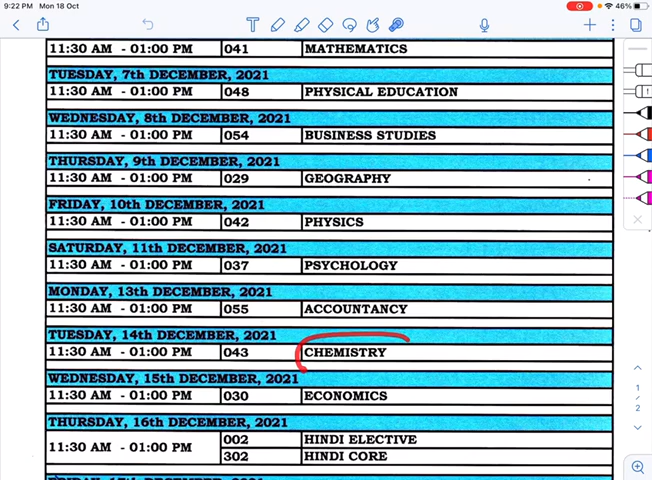 9:22 PM Mon 18 Oct
46%
11:30 AM - 01:00 PM 041 MATHEMATICS
TUESDAY, 7th DECEMBER, 2021
11:30 AM - 01:00 PM 048 PHYSICAL EDUCATION
WEDNESDAY, 8th DECEMBER, 2021
11:30 AM - 01:00 PM 054 BUSINESS STUDIES
THURSDAY, 9th DECEMBER, 2021
11:30 AM - 01:00 PM 029 GEOGRAPHY
FRIDAY, 10th DECEMBER, 2021
11:30 AM - 01:00 PM 042 PHYSICS
SATURDAY, 11th DECEMBER, 2021
11:30 AM - 01:00 PM 037 PSYCHOLOGY
MONDAY, 13th DECEMBER, 2021
11:30 AM - 01:00 PM 055 ACCOUNTANCY
TUESDAY, 14th DECEMBER, 2021
11:30 AM - 01:00 PM 043 CHEMISTRY
WEDNESDAY, 15th DECEMBER, 2021
11:30 AM - 01:00 PM 030 ECONOMICS
THURSDAY, 16th DECEMBER, 2021
11:30 AM - 01:00 PM 002 HINDI ELECTIVE
302 HINDI CORE
1
/
2